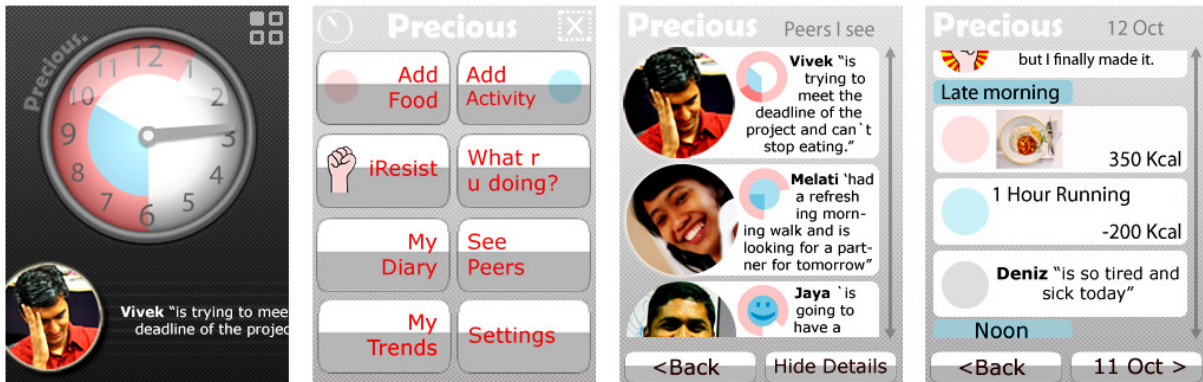 Precious.
12
11
1
10
2
9
3
8
4
7
5
6
Vivek “is trying to mee
deadline of the projec
Precious
Add
Food
Add
Activity
iResist
What r
u doing?
My
Diary
See
Peers
My
Trends
Settings
Precious
Peers I see
Vivek “is
trying to
meet the
deadline of the
project and can`t
stop eating.”
Melati ‘had
a refresh
ing morn-
ing walk and is
looking for a part-
ner for tomorrow”
Jaya `is
going to
have a
<Back
Hide Details
Precious
12 Oct
but I finally made it.
Late morning
350 Kcal
1 Hour Running
-200 Kcal
Deniz “is so tired and
sick today”
Noon
<Back
11 Oct >